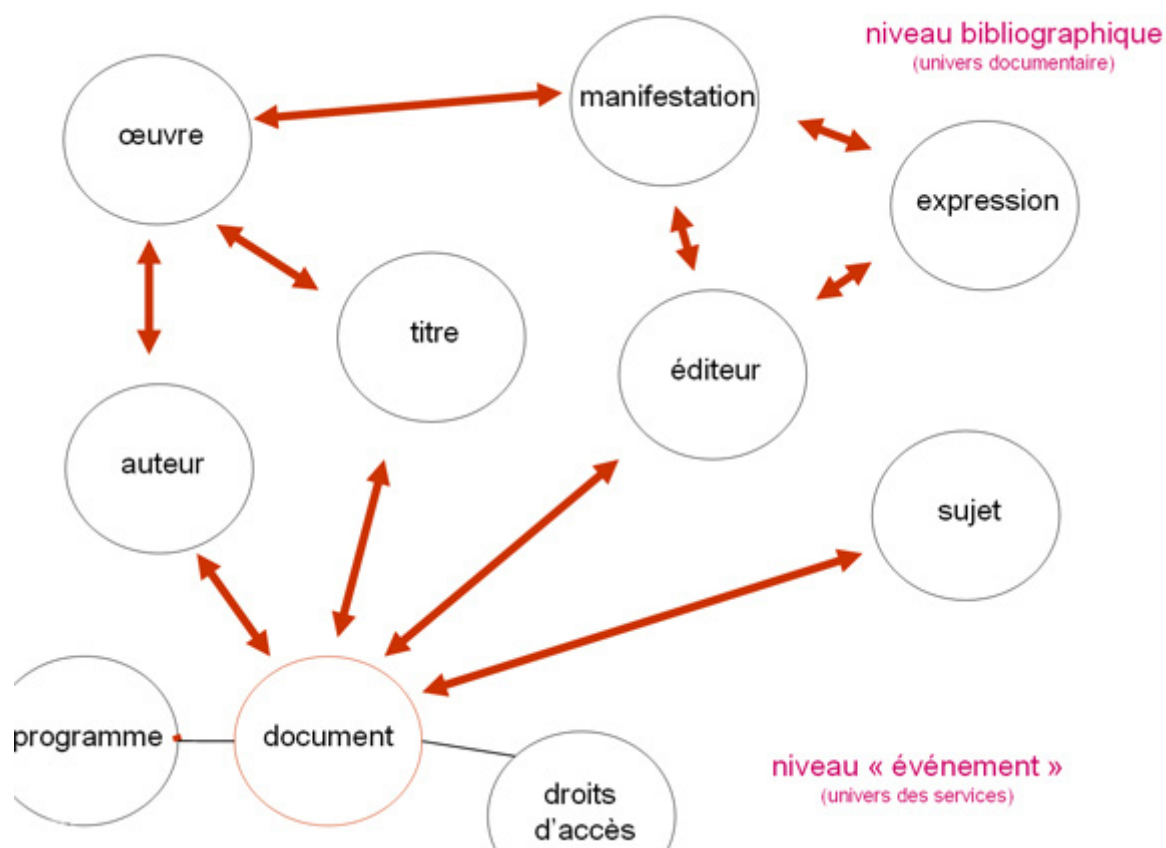 niveau bibliographique
(univers documentaire)
manifestation
œuvre
expression
titre
éditeur
auteur
sujet
programme
document
niveau « événement »
(univers des services)
droits
d'accès